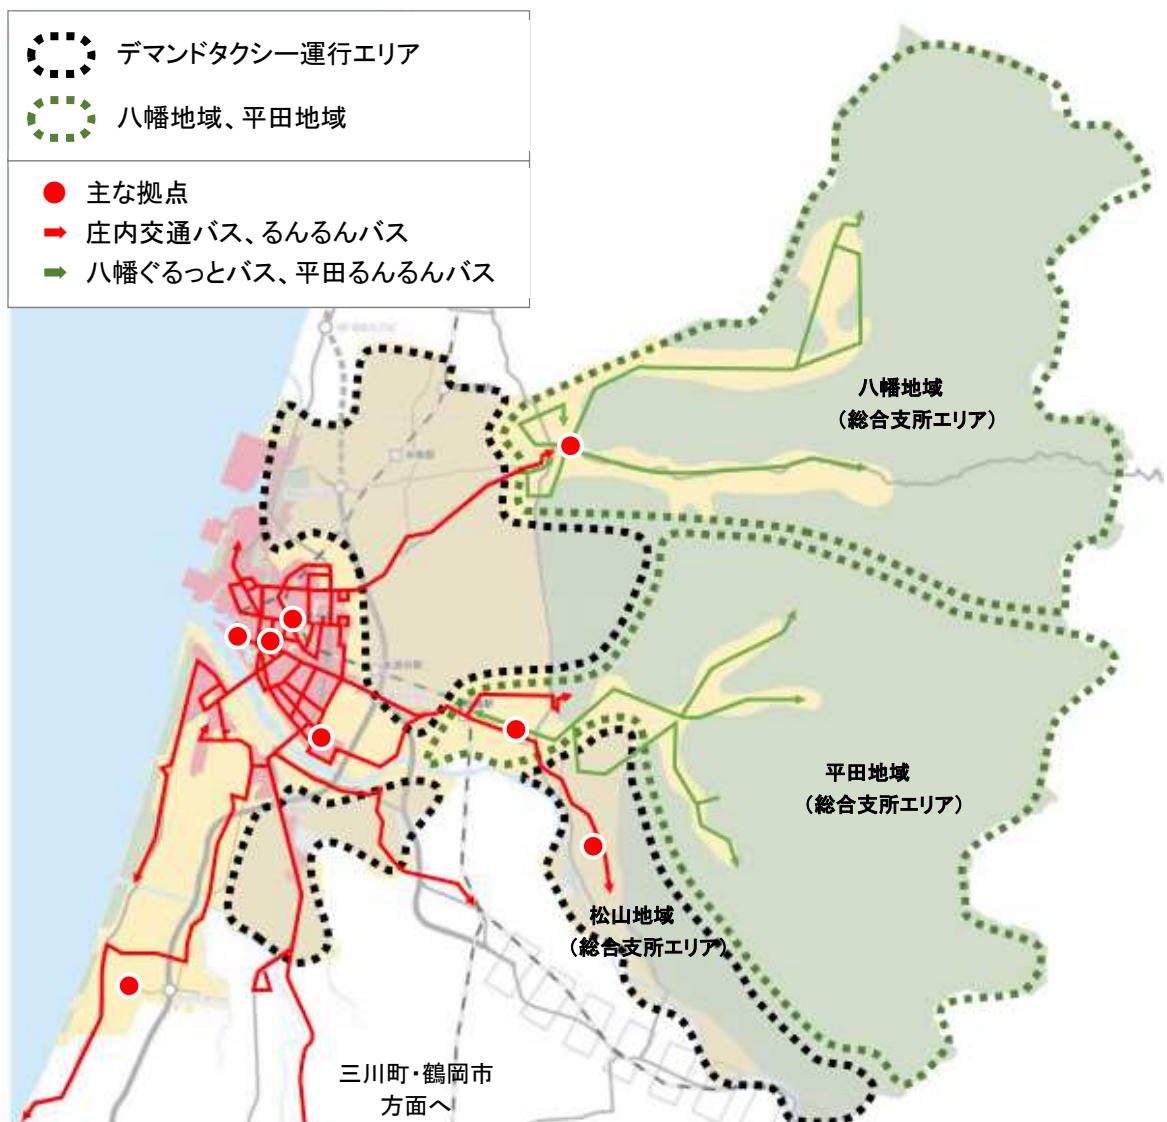 デマンドタクシー運行エリア
八幡地域、平田地域
主な拠点
庄内交通バス、るんるんバス
八幡ぐるっとバス、平田るんるんバス
八幡地域
（総合支所エリア）
平田地域
（総合支所エリア）
松山地域
（総合支所エリア）
三川町・鶴岡市
方面へ